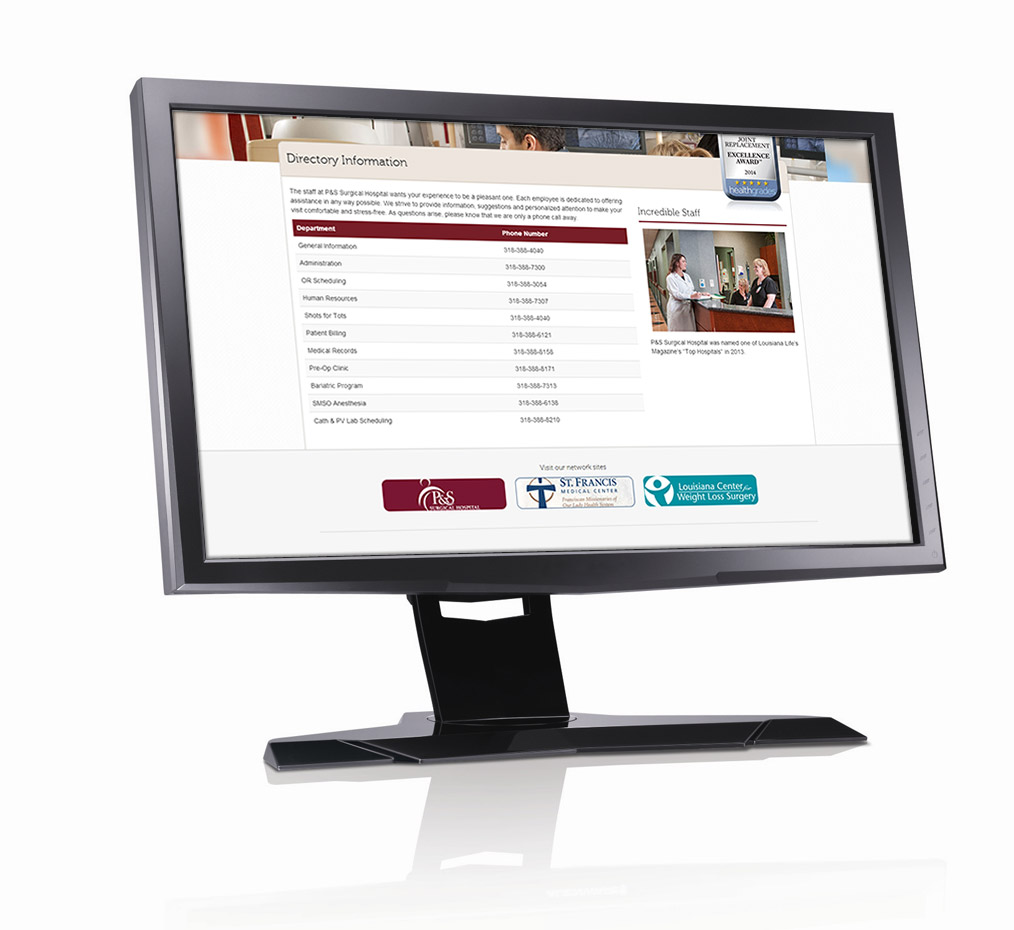 Directory Information
The staff at P&S Surgical Hospital wants your experience to be a pleasant one. Each employee is dedicated to offering
assistance in any way possible. We strive to provide information, suggestions and personalized attention to make your
visit comfortable and stress-free. As questions arise, please know that we are only a phone call away.
Department Phone Number
General Information 318-388-4040
Administration 318-388-7300
OR Scheduling 318-388-3054
Human Resources 318-388-7307
Shots for Tots 318-388-4040
Patient Billing 318-388-6121
Medical Records 318-388-8156
Pre-Op Clinic 318-388-8171
Bariatric Program 318-388-7313
SMSO Anesthesia 318-388-6138
Cath & PV Lab Scheduling 318-388-8210
JOINT
REPLACEMENT
EXCELLENCE
AWARD™
2014
healthgrades
Incredible Staff
P&S Surgical Hospital was named one of Louisiana Life's
Magazine's "Top Hospitals" in 2013.
Visit our network sites
P&S
SURGICAL HOSPITAL
ST. FRANCIS
MEDICAL CENTER
Franciscan Missionaries of
Our Lady Health System
Louisiana Center for
Weight Loss Surgery